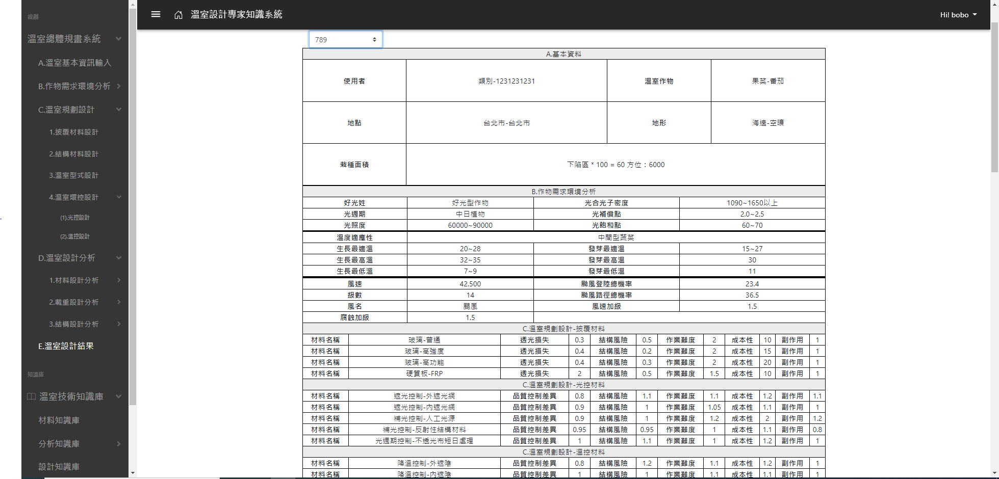 規劃
溫室總體規畫系統
A.溫室基本資訊輸入
B.作物需求環境分析
C.溫室規劃設計
1.披覆材料設計
2.結構材料設計
3.溫室型式設計
4.溫室環控設計
(1).光控設計
(2).溫控設計
D.溫室設計分析
1.材料設計分析
2.載重設計分析
3.結構設計分析
E.溫室設計結果
知識庫
溫室技術知識庫
材料知識庫
分析知識庫
設計知識庫
溫室設計專家知識系統
Hi! bobo
789
A.基本資料
使用者 類別-1231231231 溫室作物 果菜-番茄
地點 台北市-台北市 地形 海邊-空曠
栽種面積 下陷區 * 100 = 60 方位：6000
B.作物需求環境分析
好光姓 好光型作物 光合光子密度 1090~1650以上
光週期 中日植物 光補償點 2.0~2.5
光照度 60000~90000 光飽和點 60~70
溫度適應性 中間型蔬菜
生長最適溫 20~28 發芽最適溫 15~27
生長最高溫 32~35 發芽最高溫 30
生長最低溫 7~9 發芽最低溫 11
風速 42.500 颱風登陸總機率 23.4
級數 14 颱風路徑總機率 36.5
風名 颶風 風速加級 1.5
腐蝕加級 1.5
C.溫室規劃設計-披覆材料
材料名稱 玻璃-普通 透光損失 0.3 結構風險 0.5 作業難度 2 成本性 10 副作用 1
材料名稱 玻璃-高強度 透光損失 0.4 結構風險 0.2 作業難度 2 成本性 15 副作用 1
材料名稱 玻璃-高功能 透光損失 0.4 結構風險 0.3 作業難度 2 成本性 20 副作用 1
材料名稱 硬質板-FRP 透光損失 2 結構風險 0.5 作業難度 1.5 成本性 10 副作用 1
C.溫室規劃設計-光控材料
材料名稱 遮光控制-外遮光網 品質控制差異 0.8 結構風險 1.1 作業難度 1.1 成本性 1.2 副作用 1.1
材料名稱 遮光控制-內遮光網 品質控制差異 0.9 結構風險 1 作業難度 1.05 成本性 1.1 副作用 1
材料名稱 補光控制-人工光源 品質控制差異 0.9 結構風險 1 作業難度 1.2 成本性 2 副作用 1.2
材料名稱 補光控制-反射性結構材料 品質控制差異 0.95 結構風險 0.95 作業難度 1 成本性 1.1 副作用 0.8
材料名稱 光週期控制-不透光布短日處理 品質控制差異 1 結構風險 1.1 作業難度 1 成本性 1.2 副作用 1
C.溫室規劃設計-溫控材料
材料名稱 降溫控制-外遮陰 品質控制差異 0.8 結構風險 1.2 作業難度 1.1 成本性 1.2 副作用 1
材料名稱 降溫控制-內遮陰 品質控制差異 1 結構風險 1 作業難度 1.1 成本性 1.1 副作用 1